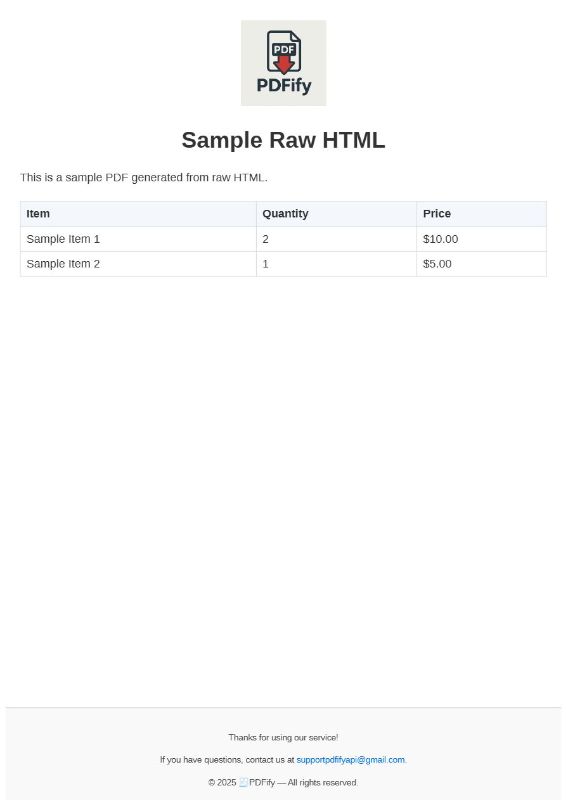 PDF
PDFify
Sample Raw HTML
This is a sample PDF generated from raw HTML.
Item Quantity Price
Sample Item 1 2 $10.00
Sample Item 2 1 $5.00
Thanks for using our service!
If you have questions, contact us at supportpdfifyapi@gmail.com.
© 2025 🧾PDFify — All rights reserved.